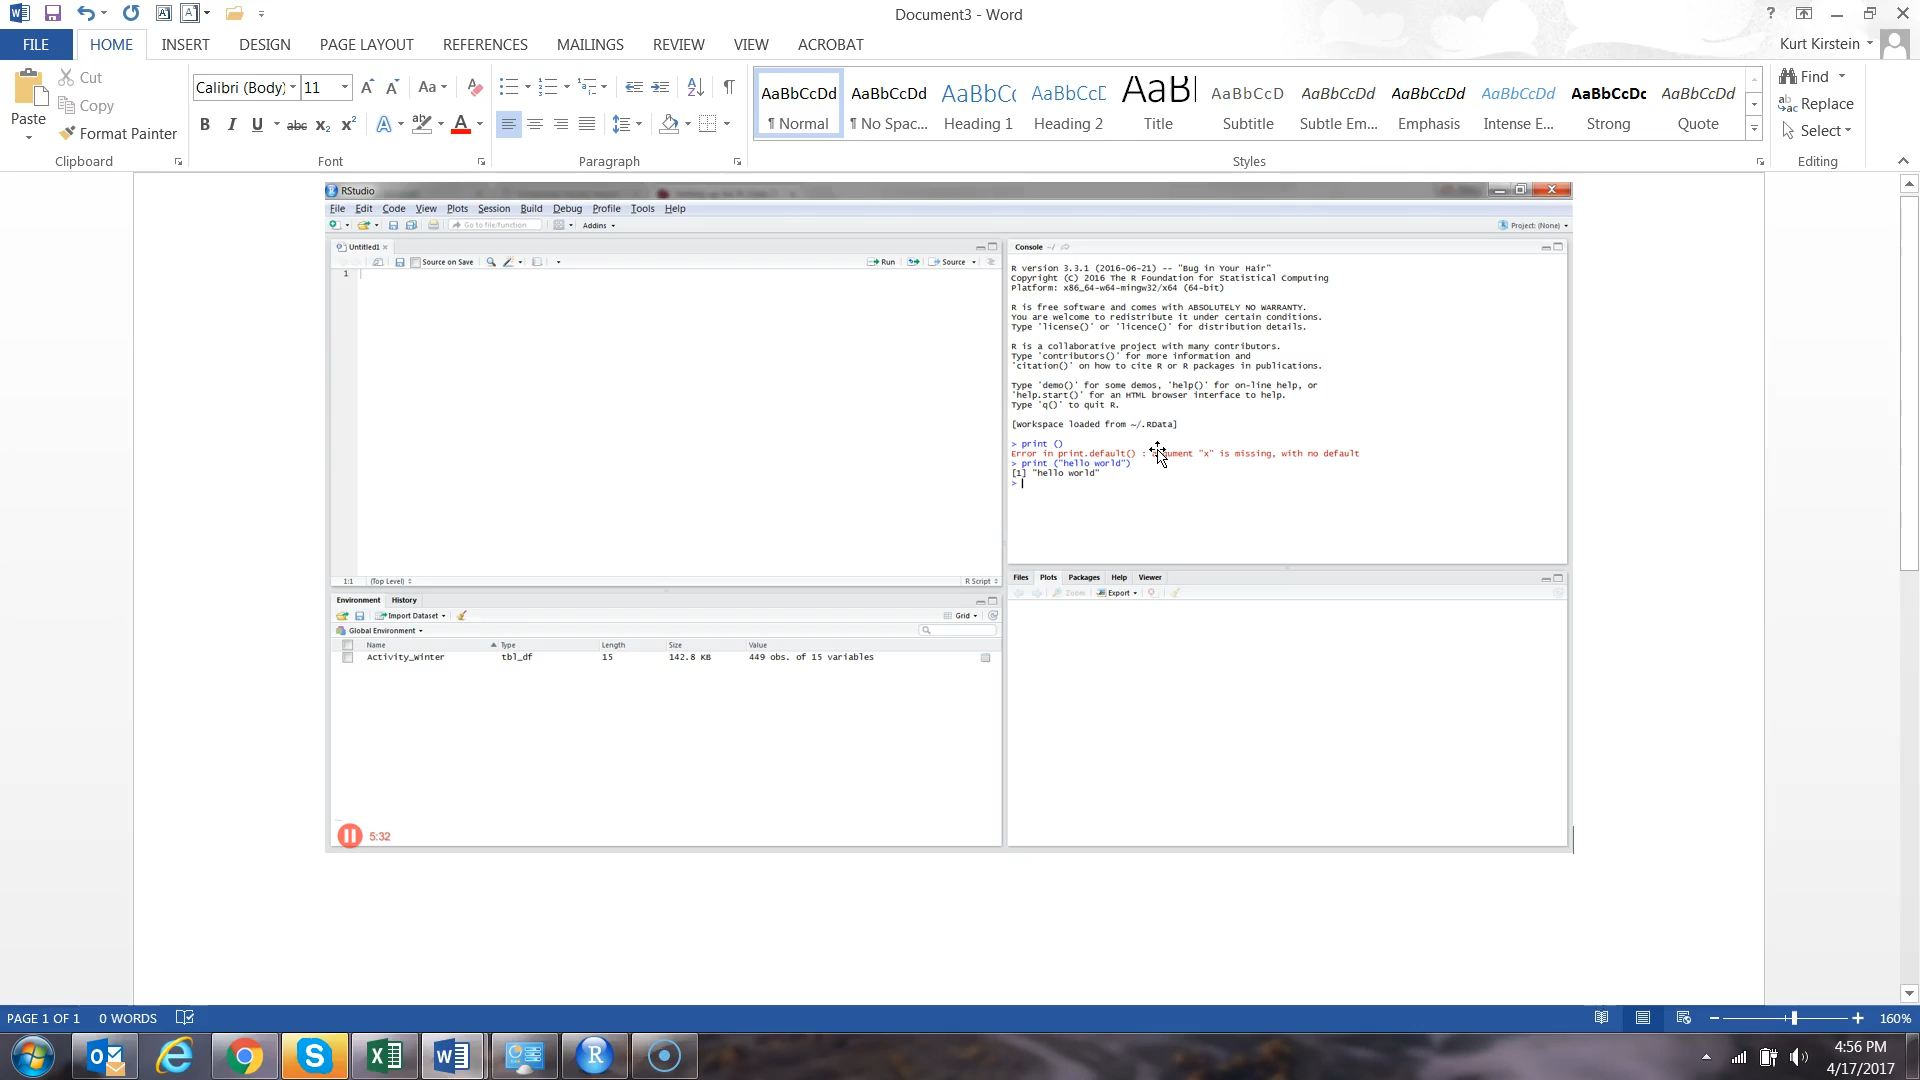 Document3 - Word
FILE HOME INSERT DESIGN PAGE LAYOUT REFERENCES MAILINGS REVIEW VIEW ACROBAT
Kurt Kirstein
Paste
Cut
Copy
Format Painter
Clipboard
Calibri (Body) 11
Font
Paragraph
AaBbCcDd AaBbCcDd AaBbCc AaBbCcE AaBl AaBbCcD AaBbCcDd AaBbCcDd AaBbCcDd AaBbCcDc AaBbCcDd
¶ Normal ¶ No Spac... Heading 1 Heading 2 Title Subtitle Subtle Em... Emphasis Intense E... Strong Quote
Styles
Find
Replace
Select
Editing
RStudio
File Edit Code View Plots Session Build Debug Profile Tools Help
Go to file/function Addins
Project: (None)
Untitled1
Source on Save Run Source
1
1:1 (Top Level) R Script
Console ~/
R version 3.3.1 (2016-06-21) -- "Bug in Your Hair"
Copyright (C) 2016 The R Foundation for Statistical Computing
Platform: x86_64-w64-mingw32/x64 (64-bit)
R is free software and comes with ABSOLUTELY NO WARRANTY.
You are welcome to redistribute it under certain conditions.
Type 'license()' or 'licence()' for distribution details.
R is a collaborative project with many contributors.
Type 'contributors()' for more information and
'citation()' on how to cite R or R packages in publications.
Type 'demo()' for some demos, 'help()' for on-line help, or
'help.start()' for an HTML browser interface to help.
Type 'q()' to quit R.
[Workspace loaded from ~/.RData]
> print ()
Error in print.default() : argument "x" is missing, with no default
> print ("hello world")
[1] "hello world"
>
Environment History
Import Dataset Grid
Global Environment
Name Type Length Size Value
Activity_Winter tbl_df 15 142.8 KB 449 obs. of 15 variables
5:32
Files Plots Packages Help Viewer
Zoom Export
PAGE 1 OF 1 0 WORDS
160%
4:56 PM
4/17/2017